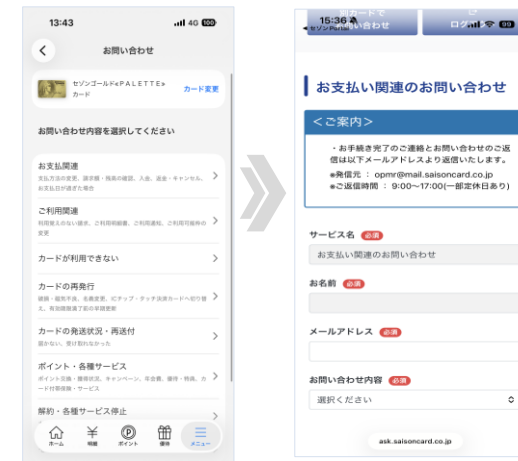 13:43
4G 100
お問い合わせ
セゾンゴールド≪PALETTE≫
カード
カード変更
お問い合わせ内容を選択してください
お支払関連
支払方法の変更、請求額・残高の確認、入金、返金・キャンセル、
お支払日が過ぎた場合
ご利用関連
利用覚えのない請求、ご利用明細書、ご利用通知、ご利用可能枠の
変更
カードが利用できない
カードの再発行
破損・磁気不良、名義変更、ICチップ・タッチ決済カードへ切り替
え、有効期限満了前の早期更新
カードの発送状況・再送付
届かない、受け取れなかった
ポイント・各種サービス
ポイント交換・獲得状況、キャンペーン、年会費、優待・特典、カ
ード付帯保険・サービス
解約・各種サービス停止
ホーム
明細
ポイント
優待
メニュー
15:36
別カードで
い合わせ
ログ
お支払い関連のお問い合わせ
＜ご案内＞
・お手続き完了のご連絡とお問い合わせのご返
信は以下メールアドレスより返信いたします。
※発信元 ： opmr@mail.saisoncard.co.jp
※ご返信時間 ： 9:00～17:00(一部定休日あり)
サービス名 必須
お支払い関連のお問い合わせ
お名前 必須
メールアドレス 必須
お問い合わせ内容 必須
選択ください
ask.saisoncard.co.jp